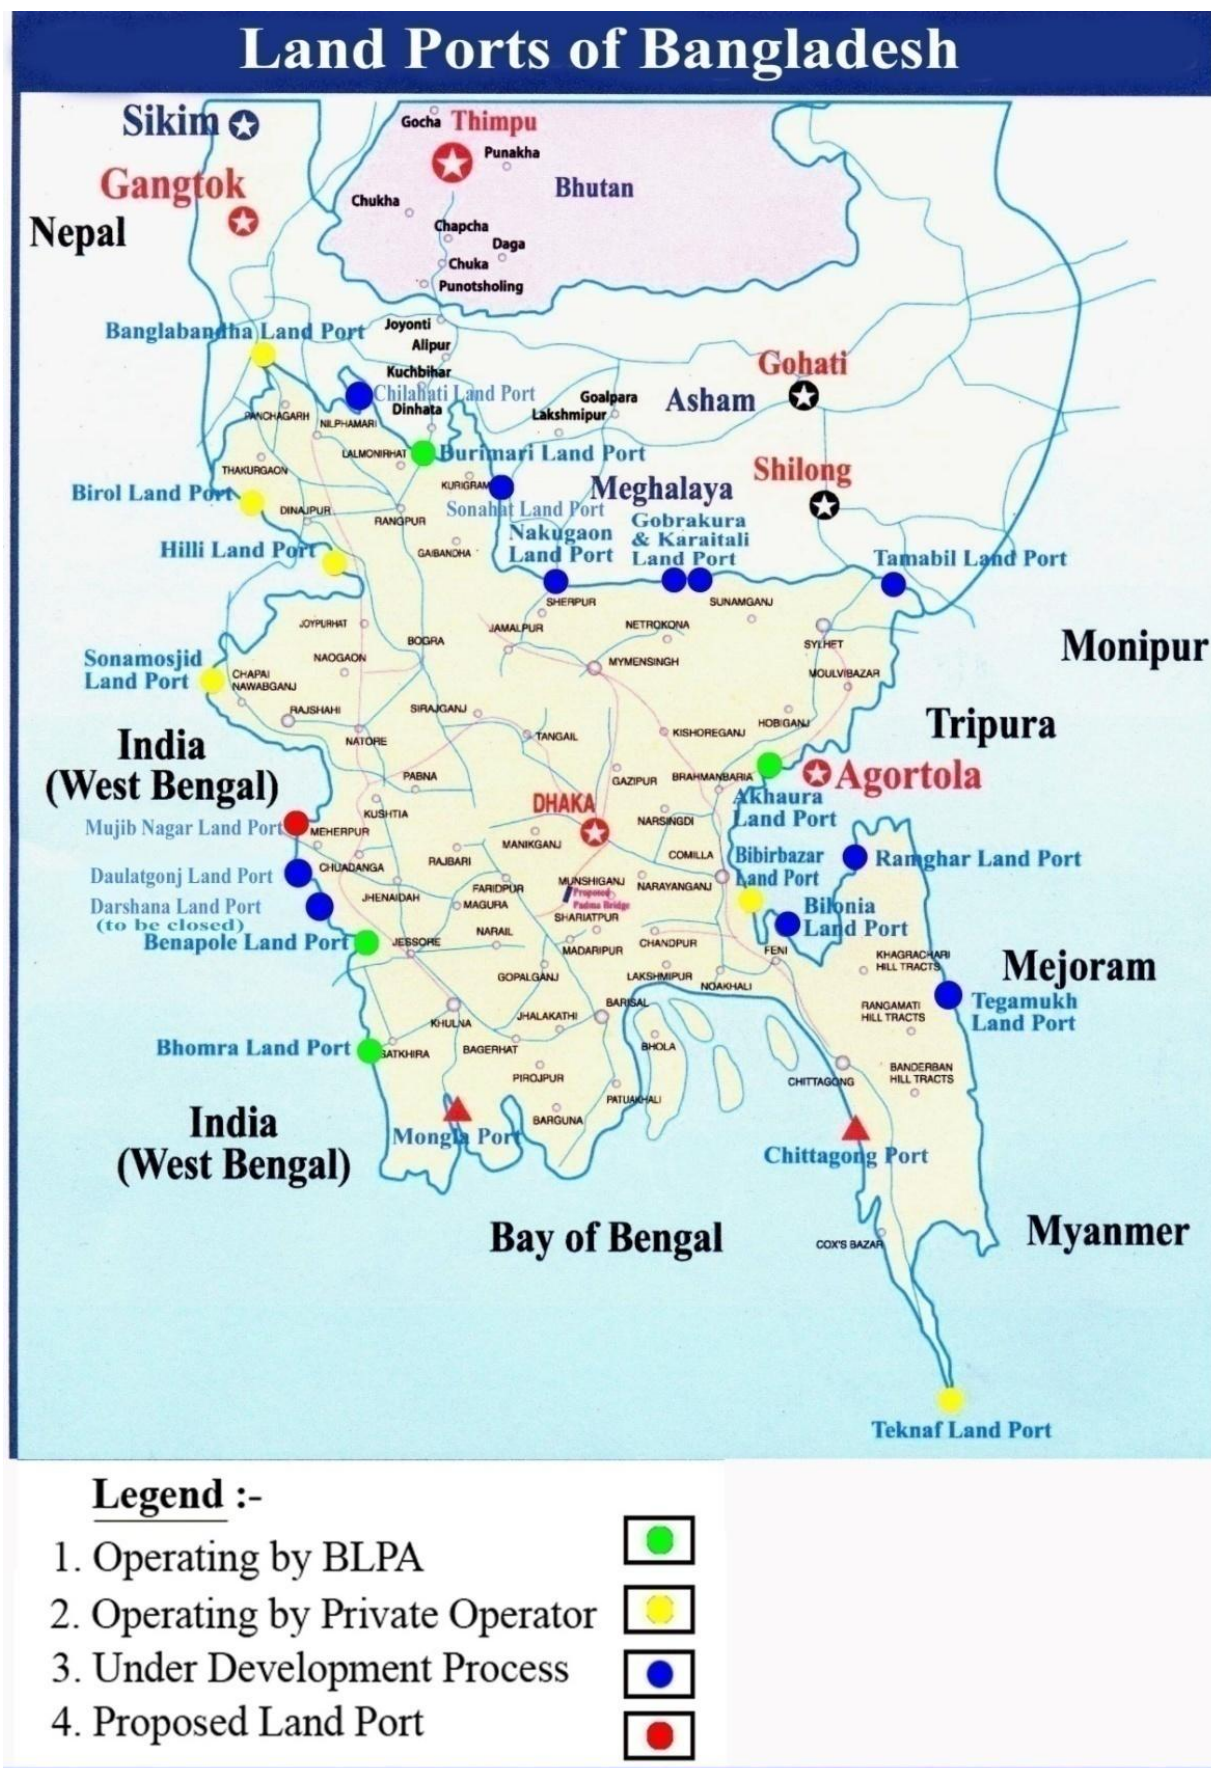 Land Ports of Bangladesh
Sikim
Gangtok
Nepal
Gocha
Thimpu
Punakha
Bhutan
Chukha
Chapcha
Daga
Chuka
Punotsholing
Banglabandha Land Port
Joyonti
Alipur
Kuchbihar
Chilahati Land Port
Dinhata
Goalpara
Lakshmipur
Asham
Gohati
Shilong
PANCHAGARH
NILPHAMARI
LALMONIRHAT
Burimari Land Port
THAKURGAON
KURIGRAM
Meghalaya
Birol Land Port
DINAJPUR
RANGPUR
Sonahat Land Port
Nakugaon
Land Port
Gobrakura
& Karaitali
Land Port
Hilli Land Port
GAIBANDHA
Tamabil Land Port
SHERPUR
SUNAMGANJ
JOYPURHAT
JAMALPUR
NETROKONA
BOGRA
SYLHET
Monipur
Sonamosjid
Land Port
NAOGAON
MYMENSINGH
CHAPAI
NAWABGANJ
MOULVIBAZAR
RAJSHAHI
SIRAJGANJ
HOBIGANJ
Tripura
NATORE
TANGAIL
KISHOREGANJ
India
(West Bengal)
PABNA
GAZIPUR
BRAHMANBARIA
Agortola
DHAKA
Akhaura
Land Port
KUSHTIA
NARSINGDI
Mujib Nagar Land Port
MEHERPUR
MANIKGANJ
COMILLA
Bibirbazar
Land Port
Ramghar Land Port
CHUADANGA
RAJBARI
Daulatgonj Land Port
FARIDPUR
MUNSHIGANJ
NARAYANGANJ
Proposed
Padma Bridge
JHENAIDAH
MAGURA
Darshana Land Port
(to be closed)
SHARIATPUR
Bilonia
Land Port
Benapole Land Port
JESSORE
NARAIL
MADARIPUR
CHANDPUR
FENI
KHAGRACHARI
HILL TRACTS
Mejoram
GOPALGANJ
LAKSHMIPUR
NOAKHALI
Tegamukh
Land Port
KHULNA
JHALAKATHI
BARISAL
RANGAMATI
HILL TRACTS
Bhomra Land Port
SATKHIRA
BAGERHAT
BHOLA
PIROJPUR
CHITTAGONG
BANDERBAN
HILL TRACTS
PATUAKHALI
BARGUNA
India
(West Bengal)
Mongla Port
Chittagong Port
Bay of Bengal
COX'S BAZAR
Myanmer
Teknaf Land Port
Legend :-
1. Operating by BLPA
2. Operating by Private Operator
3. Under Development Process
4. Proposed Land Port